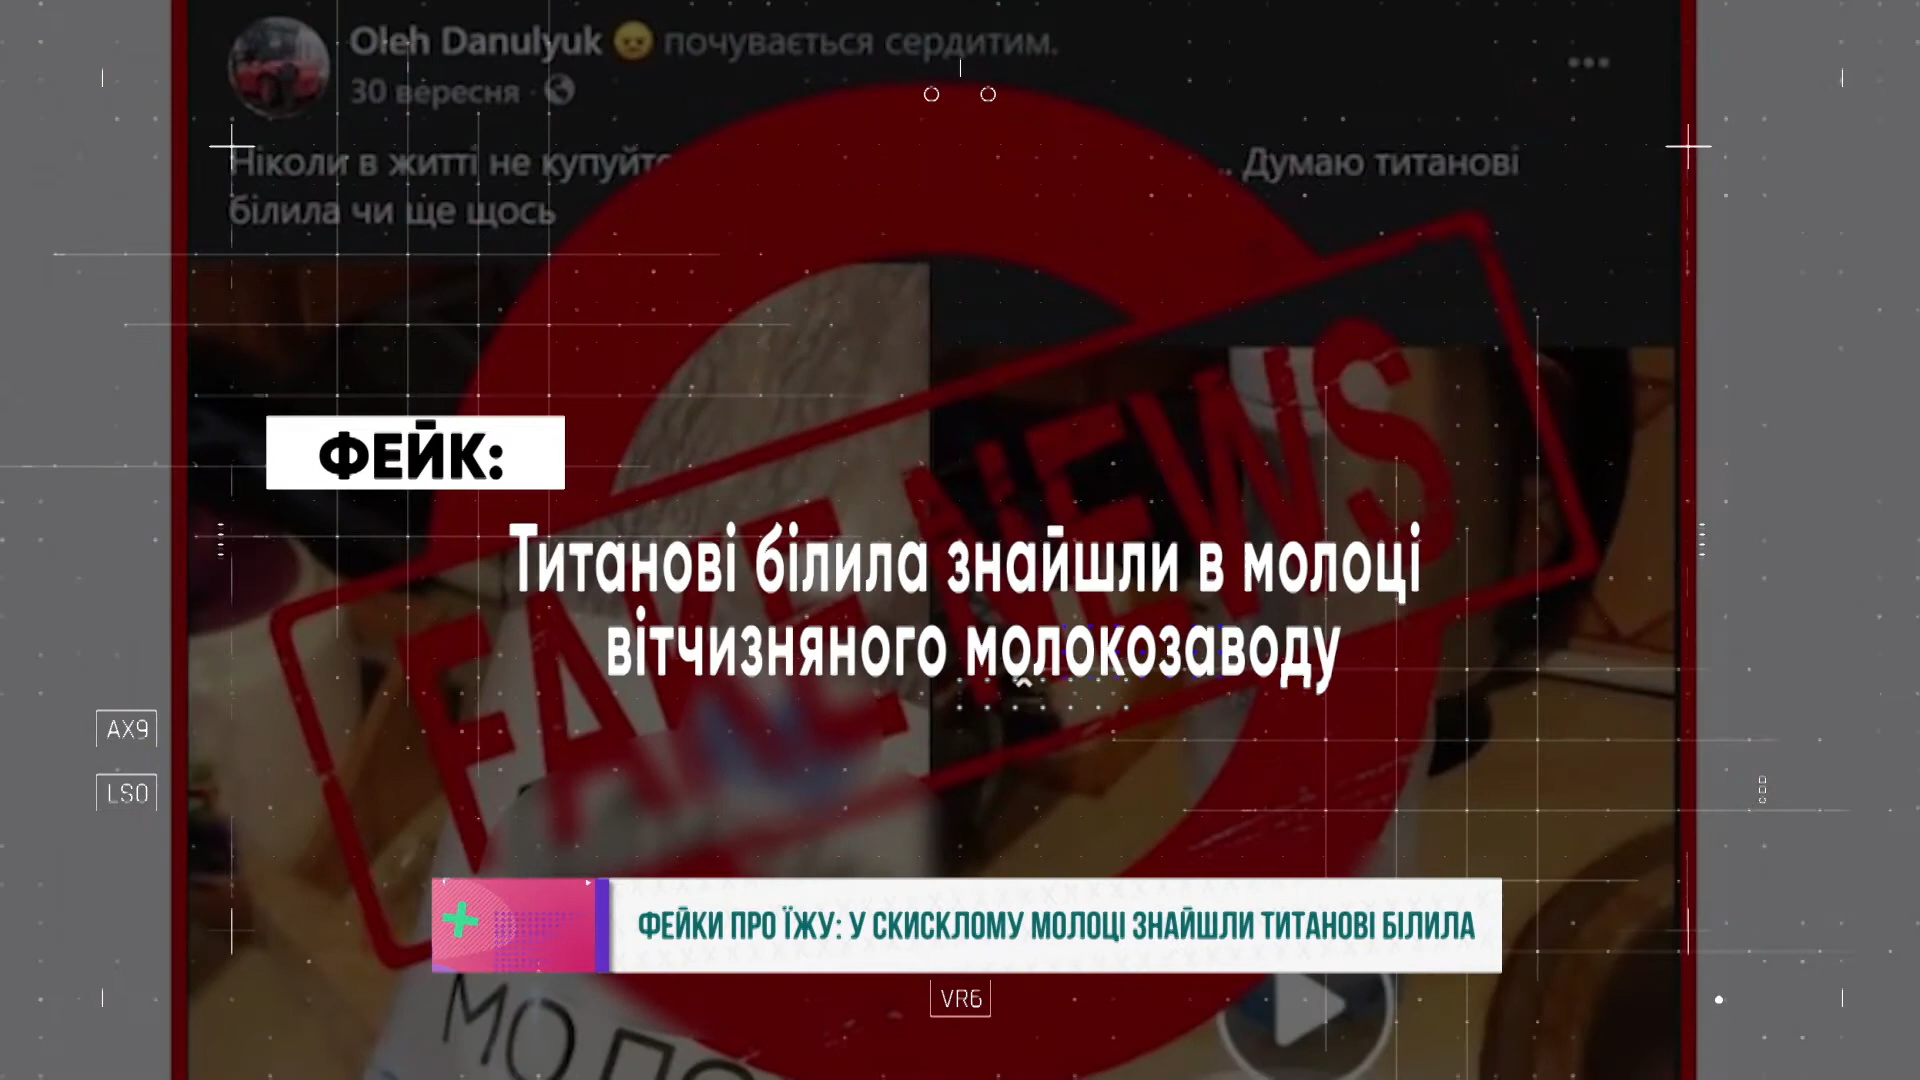 Oleh Danulyuk почувається сердитим.
30 вересня
Ніколи в житті не купуйте .. Думаю титанові
білила чи ще щось
ФЕЙК:
FAKE NEWS
Титанові білила знайшли в молоці
вітчизняного молокозаводу
AX9
LS0
ФЕЙКИ ПРО ЇЖУ: У СКИСКЛОМУ МОЛОЦІ ЗНАЙШЛИ ТИТАНОВІ БІЛИЛА
VR6